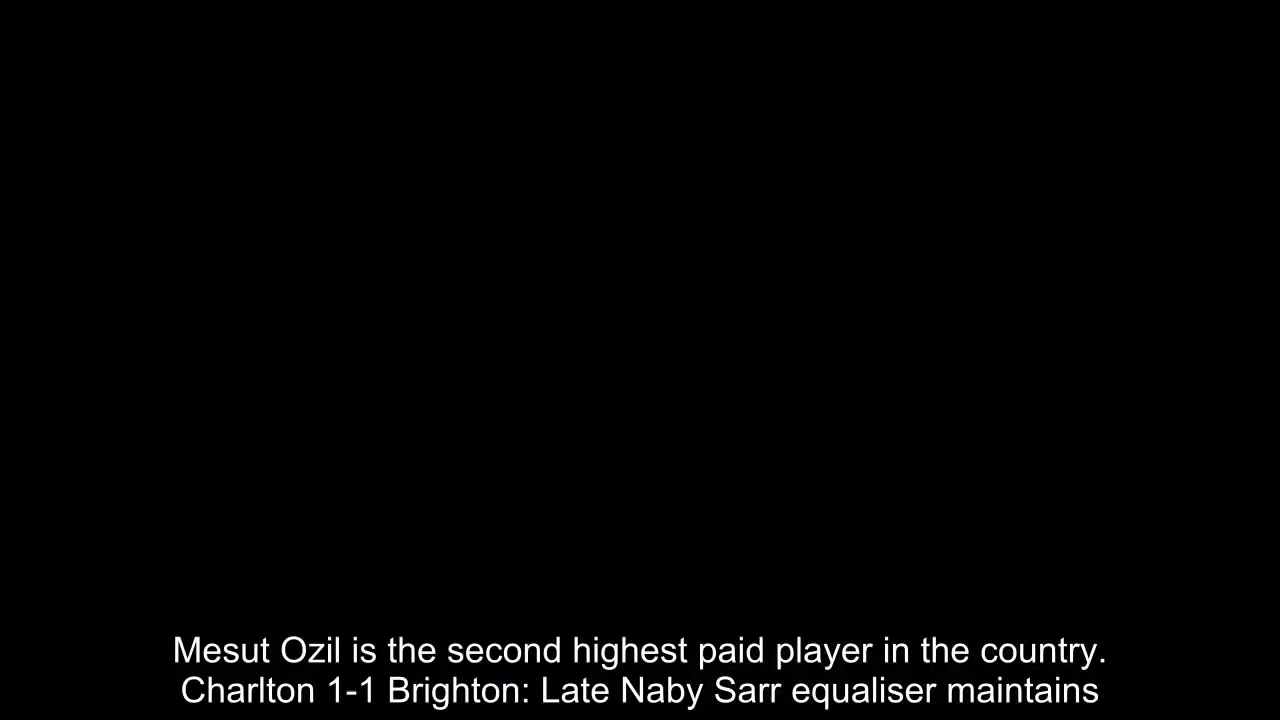 Mesut Ozil is the second highest paid player in the country.
Charlton 1-1 Brighton: Late Naby Sarr equaliser maintains